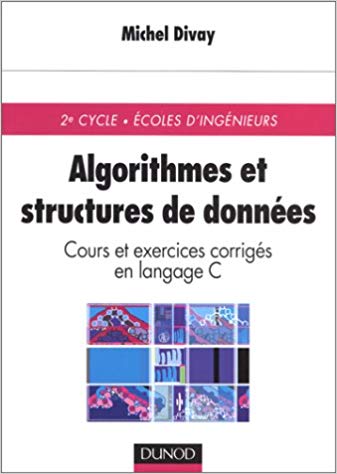 Michel Divay
2e CYCLE • ÉCOLES D'INGÉNIEURS
Algorithmes et
structures de données
Cours et exercices corrigés
en langage C
DUNOD